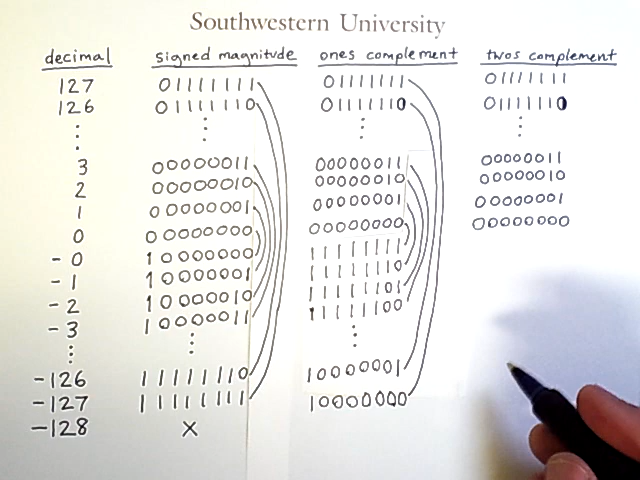 Southwestern University
decimal signed magnitude ones complement twos complement
127 01111111 01111111 01111111
126 01111110 01111110 01111110
⋮ ⋮ ⋮ ⋮
3 00000011 00000011 00000011
2 00000010 00000010 00000010
1 00000001 00000001 00000001
0 00000000 00000000 00000000
-0 10000000 11111111
-1 10000001 11111110
-2 10000010 11111101
-3 10000011 11111100
⋮ ⋮ ⋮
-126 11111110 10000001
-127 11111111 10000000
-128 X